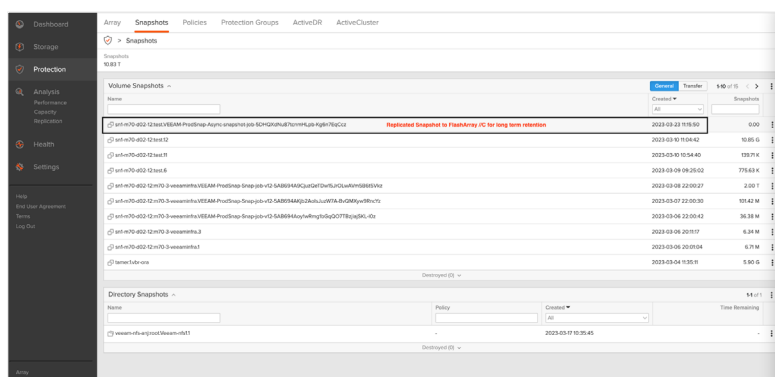 Dashboard
Storage
Protection
Analysis
Performance
Capacity
Replication
Health
Settings
Help
End User Agreement
Terms
Log Out
Array
Array Snapshots Policies Protection Groups ActiveDR ActiveCluster
> Snapshots
Snapshots
10.83 T
Volume Snapshots
General Transfer 1-10 of 15
Name Created Snapshots
All
Replicated Snapshot to FlashArray //C for long term retention 2023-03-23 11:15:50 0.00
sn1-m70-d02-12:test.12 2023-03-10 11:04:42 10.85 G
sn1-m70-d02-12:test.11 2023-03-10 10:54:40 139.71 K
sn1-m70-d02-12:test.6 2023-03-09 09:25:02 775.63 K
2023-03-08 22:00:27 2.00 T
2023-03-07 22:00:30 101.42 M
2023-03-06 22:00:42 36.38 M
sn1-m70-d02-12:m70-3-veeaminfra.3 2023-03-06 20:11:17 6.34 M
sn1-m70-d02-12:m70-3-veeaminfra.1 2023-03-06 20:01:04 6.71 M
2023-03-04 11:35:11 5.90 G
Destroyed (0)
Directory Snapshots
1-1 of 1
Name Policy Created Time Remaining
All
- 2023-03-17 10:35:45 -
Destroyed (0)